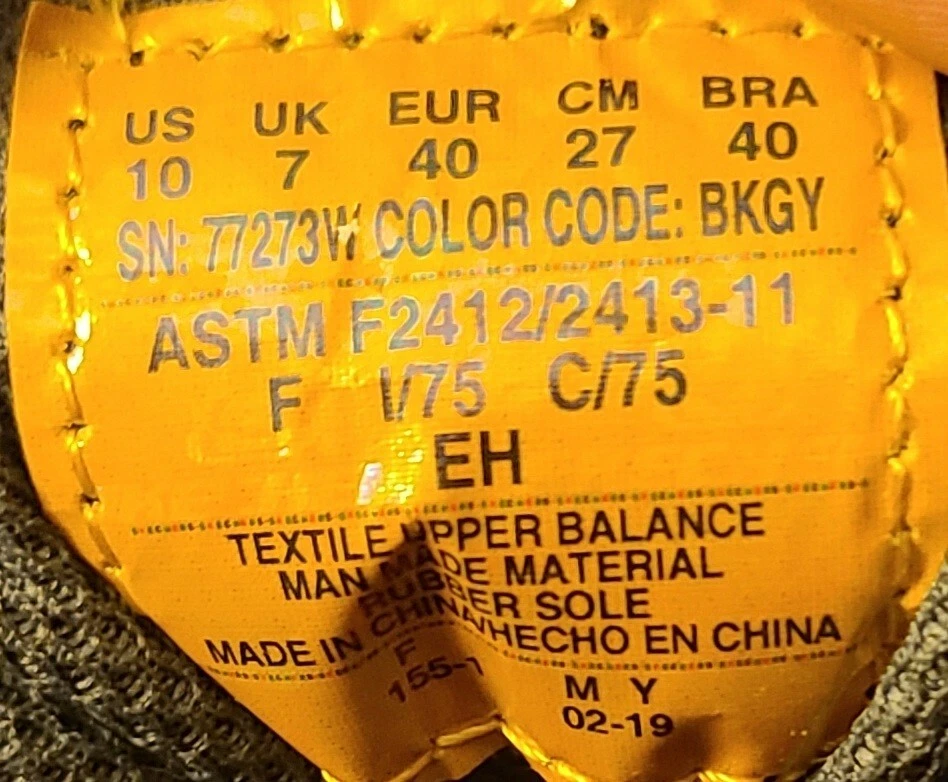 US UK EUR CM BRA
10 7 40 27 40
SN: 77273W COLOR CODE: BKGY
ASTM F2412/2413-11
F I/75 C/75
EH
TEXTILE UPPER BALANCE
MAN MADE MATERIAL
RUBBER SOLE
MADE IN CHINA/HECHO EN CHINA
F M Y
02-19